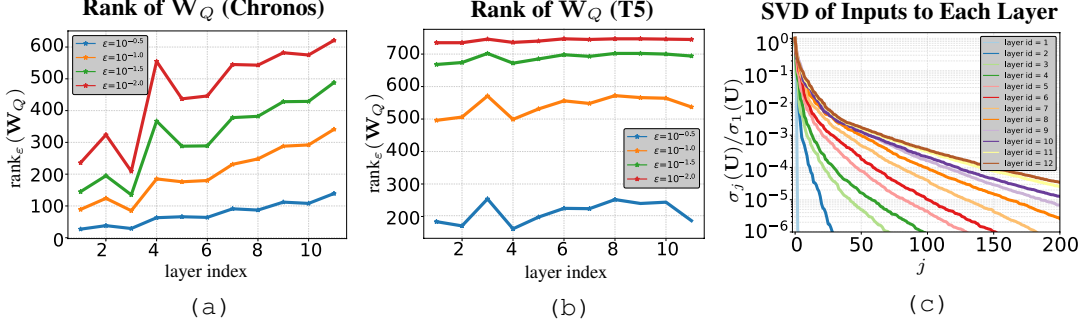 Rank of W_Q (Chronos)
rank_ε (W_Q)
600
500
400
300
200
100
0
ε=10^{-0.5}
ε=10^{-1.0}
ε=10^{-1.5}
ε=10^{-2.0}
2 4 6 8 10
layer index
(a)
Rank of W_Q (T5)
rank_ε (W_Q)
700
600
500
400
300
200
ε=10^{-0.5}
ε=10^{-1.0}
ε=10^{-1.5}
ε=10^{-2.0}
2 4 6 8 10
layer index
(b)
SVD of Inputs to Each Layer
σ_j(U)/σ_1(U)
10^0
10^{-1}
10^{-2}
10^{-3}
10^{-4}
10^{-5}
10^{-6}
layer id = 1
layer id = 2
layer id = 3
layer id = 4
layer id = 5
layer id = 6
layer id = 7
layer id = 8
layer id = 9
layer id = 10
layer id = 11
layer id = 12
0 50 100 150 200
j
(c)